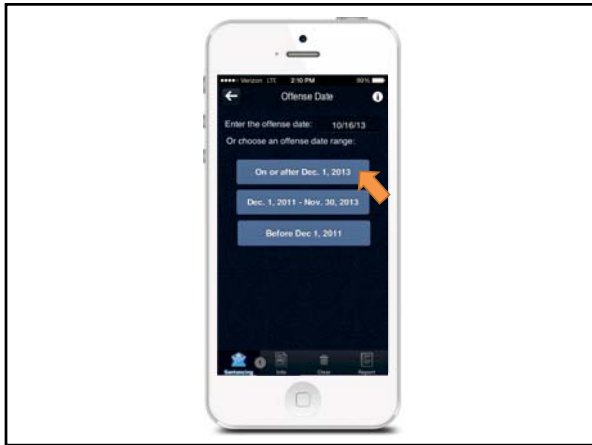 Verizon LTE 2:10 PM 89%
Offense Date
Enter the offense date: 10/16/13
Or choose an offense date range:
On or after Dec. 1, 2013
Dec. 1, 2011 - Nov. 30, 2013
Before Dec 1, 2011
Sentencing Info Clear Report